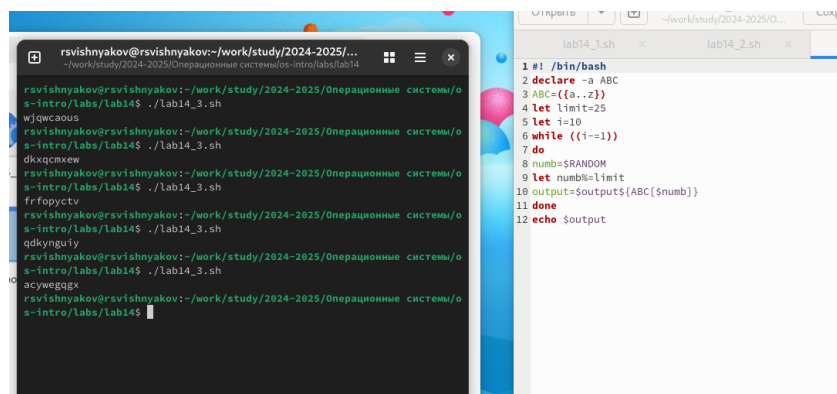 rsvishnyakov@rsvishnyakov:~/work/study/2024-2025/...
~/work/study/2024-2025/Операционные системы/os-intro/labs/lab14
rsvishnyakov@rsvishnyakov:~/work/study/2024-2025/Операционные системы/o
s-intro/labs/lab14$ ./lab14_3.sh
wjqwcaous
rsvishnyakov@rsvishnyakov:~/work/study/2024-2025/Операционные системы/o
s-intro/labs/lab14$ ./lab14_3.sh
dkxqcmxew
rsvishnyakov@rsvishnyakov:~/work/study/2024-2025/Операционные системы/o
s-intro/labs/lab14$ ./lab14_3.sh
frfopyctv
rsvishnyakov@rsvishnyakov:~/work/study/2024-2025/Операционные системы/o
s-intro/labs/lab14$ ./lab14_3.sh
qdkynguiy
rsvishnyakov@rsvishnyakov:~/work/study/2024-2025/Операционные системы/o
s-intro/labs/lab14$ ./lab14_3.sh
acywegqgx
rsvishnyakov@rsvishnyakov:~/work/study/2024-2025/Операционные системы/o
s-intro/labs/lab14$
Открыть
~/work/study/2024-2025/О...
lab14_1.sh × lab14_2.sh ×
1 #! /bin/bash
2 declare -a ABC
3 ABC=({a..z})
4 let limit=25
5 let i=10
6 while ((i-=1))
7 do
8 numb=$RANDOM
9 let numb%=limit
10 output=$output${ABC[$numb]}
11 done
12 echo $output